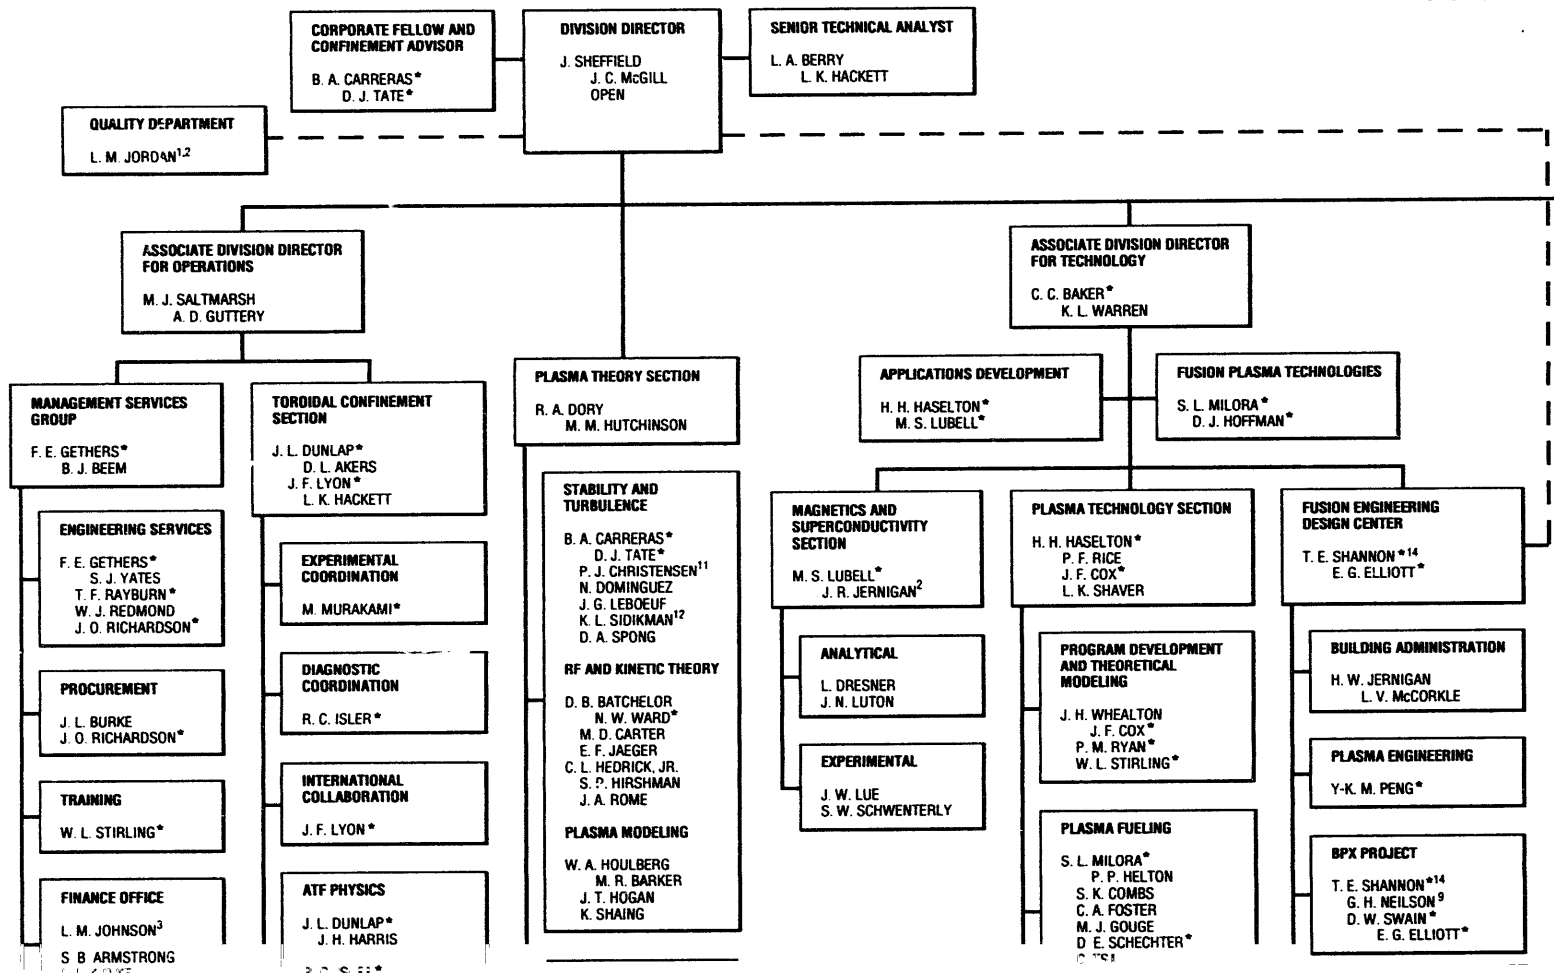 CORPORATE FELLOW AND
CONFINEMENT ADVISOR
B. A. CARRERAS*
D. J. TATE*
DIVISION DIRECTOR
J. SHEFFIELD
J. C. McGILL
OPEN
SENIOR TECHNICAL ANALYST
L. A. BERRY
L. K. HACKETT
QUALITY DEPARTMENT
L. M. JORDAN1,2
ASSOCIATE DIVISION DIRECTOR
FOR OPERATIONS
M. J. SALTMARSH
A. D. GUTTERY
ASSOCIATE DIVISION DIRECTOR
FOR TECHNOLOGY
C. C. BAKER*
K. L. WARREN
MANAGEMENT SERVICES
GROUP
F. E. GETHERS*
B. J. BEEM
ENGINEERING SERVICES
F. E. GETHERS*
S. J. YATES
T. F. RAYBURN*
W. J. REDMOND
J. O. RICHARDSON*
PROCUREMENT
J. L. BURKE
J. O. RICHARDSON*
TRAINING
W. L. STIRLING*
FINANCE OFFICE
L. M. JOHNSON3
S B ARMSTRONG
TOROIDAL CONFINEMENT
SECTION
J. L. DUNLAP*
D. L. AKERS
J. F. LYON*
L. K. HACKETT
EXPERIMENTAL
COORDINATION
M. MURAKAMI*
DIAGNOSTIC
COORDINATION
R. C. ISLER*
INTERNATIONAL
COLLABORATION
J. F. LYON*
ATF PHYSICS
J. L. DUNLAP*
J. H. HARRIS
PLASMA THEORY SECTION
R. A. DORY
M. M. HUTCHINSON
STABILITY AND
TURBULENCE
B. A. CARRERAS*
D. J. TATE*
P. J. CHRISTENSEN11
N. DOMINGUEZ
J. G. LEBOEUF
K. L. SIDIKMAN12
D. A. SPONG
RF AND KINETIC THEORY
D. B. BATCHELOR
N. W. WARD*
M. D. CARTER
E. F. JAEGER
C. L. HEDRICK, JR.
S. P. HIRSHMAN
J. A. ROME
PLASMA MODELING
W. A. HOULBERG
M. R. BARKER
J. T. HOGAN
K. SHAING
APPLICATIONS DEVELOPMENT
H. H. HASELTON*
M. S. LUBELL*
FUSION PLASMA TECHNOLOGIES
S. L. MILORA*
D. J. HOFFMAN*
MAGNETICS AND
SUPERCONDUCTIVITY
SECTION
M. S. LUBELL*
J. R. JERNIGAN2
ANALYTICAL
L. DRESNER
J. N. LUTON
EXPERIMENTAL
J. W. LUE
S. W. SCHWENTERLY
PLASMA TECHNOLOGY SECTION
H. H. HASELTON*
P. F. RICE
J. F. COX*
L. K. SHAVER
PROGRAM DEVELOPMENT
AND THEORETICAL
MODELING
J. H. WHEALTON
J. F. COX*
P. M. RYAN*
W. L. STIRLING*
PLASMA FUELING
S. L. MILORA*
P. P. HELTON
S. K. COMBS
C. A. FOSTER
M. J. GOUGE
D. E. SCHECHTER*
FUSION ENGINEERING
DESIGN CENTER
T. E. SHANNON*14
E. G. ELLIOTT*
BUILDING ADMINISTRATION
H. W. JERNIGAN
L. V. McCORKLE
PLASMA ENGINEERING
Y-K. M. PENG*
BPX PROJECT
T. E. SHANNON*14
G. H. NEILSON9
D. W. SWAIN*
E. G. ELLIOTT*